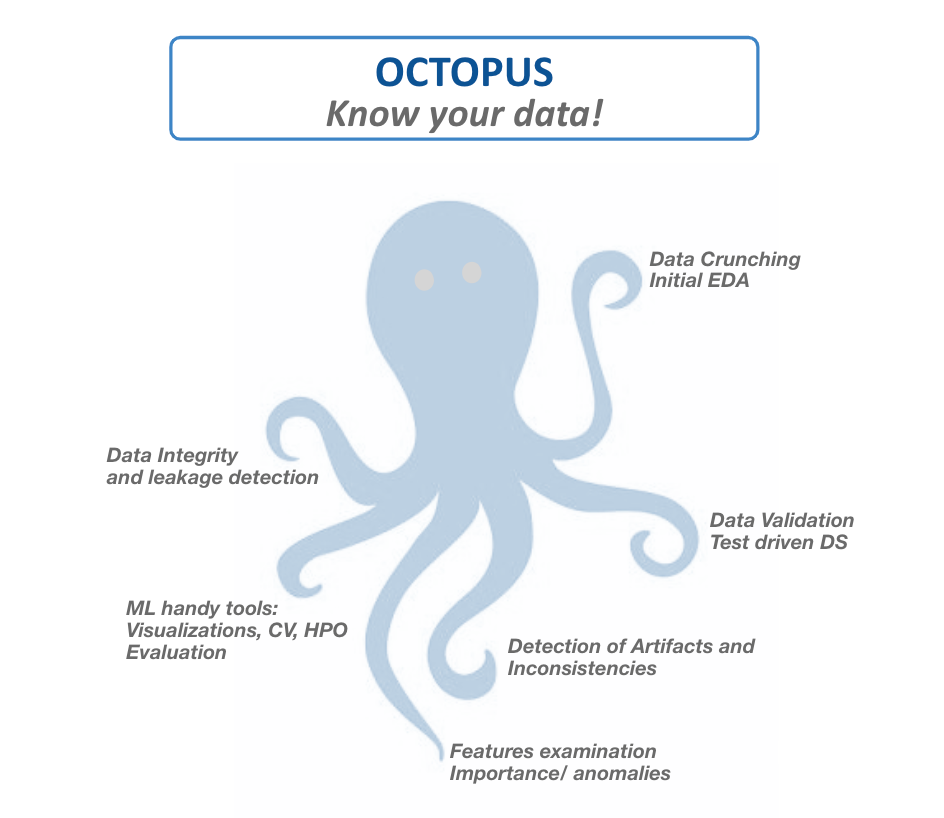 OCTOPUS
Know your data!
Data Crunching
Initial EDA
Data Integrity
and leakage detection
Data Validation
Test driven DS
ML handy tools:
Visualizations, CV, HPO
Evaluation
Detection of Artifacts and
Inconsistencies
Features examination
Importance/ anomalies